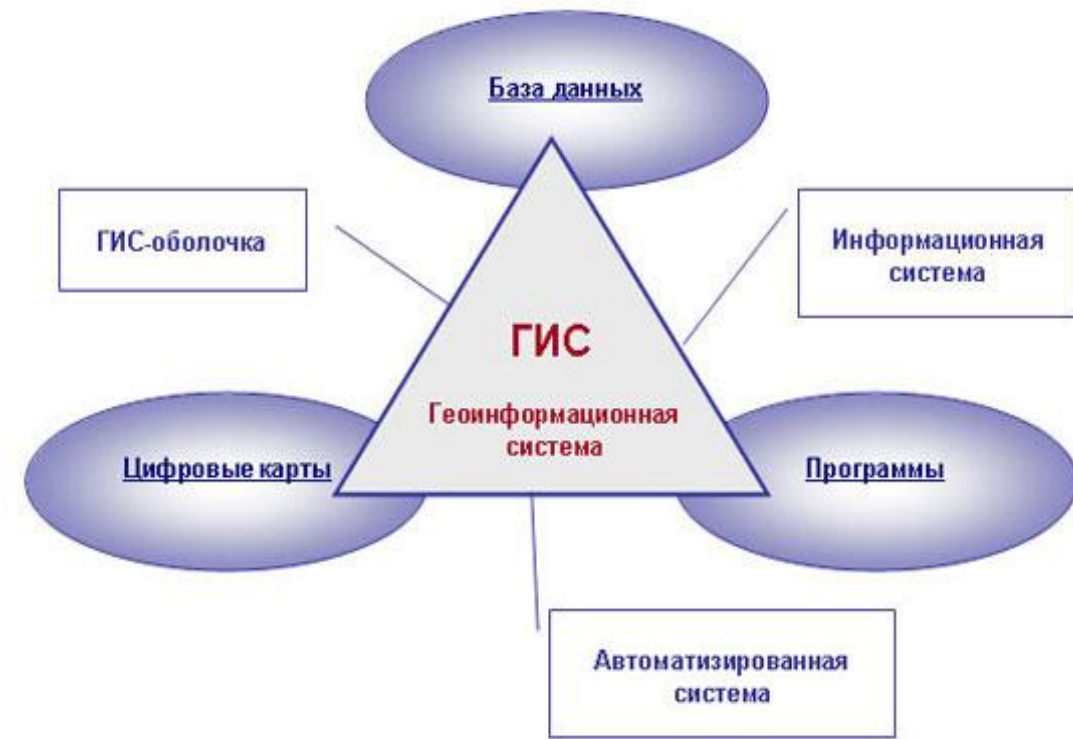 База данных
ГИС-оболочка
Информационная
система
ГИС
Геоинформационная
система
Цифровые карты
Программы
Автоматизированная
система